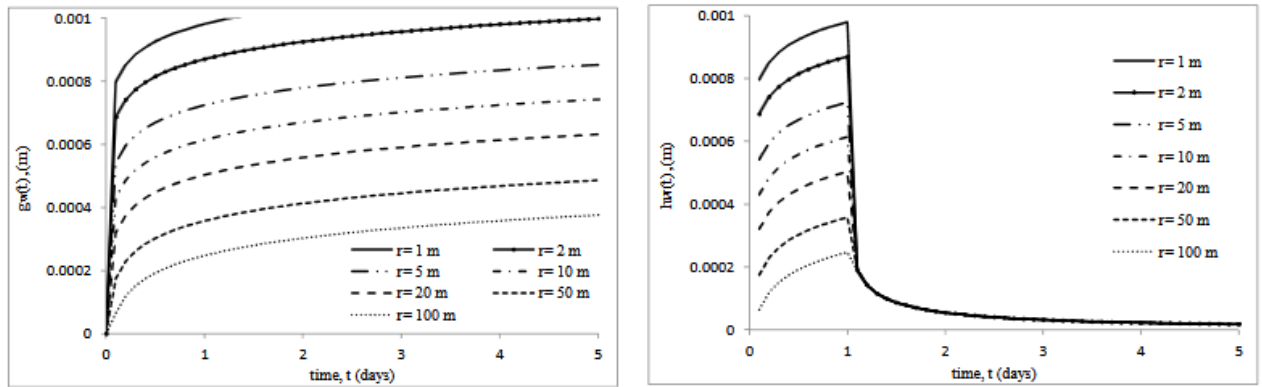 0.001
0.0008
0.0006
0.0004
0.0002
0
gw(t) ,(m)
r= 1 m r= 2 m
r= 5 m r= 10 m
r= 20 m r= 50 m
r= 100 m
0 1 2 3 4 5
time, t (days)
0.001
0.0008
0.0006
0.0004
0.0002
0
hw(t) ,(m)
r= 1 m
r= 2 m
r= 5 m
r= 10 m
r= 20 m
r= 50 m
r= 100 m
0 1 2 3 4 5
time, t (days)